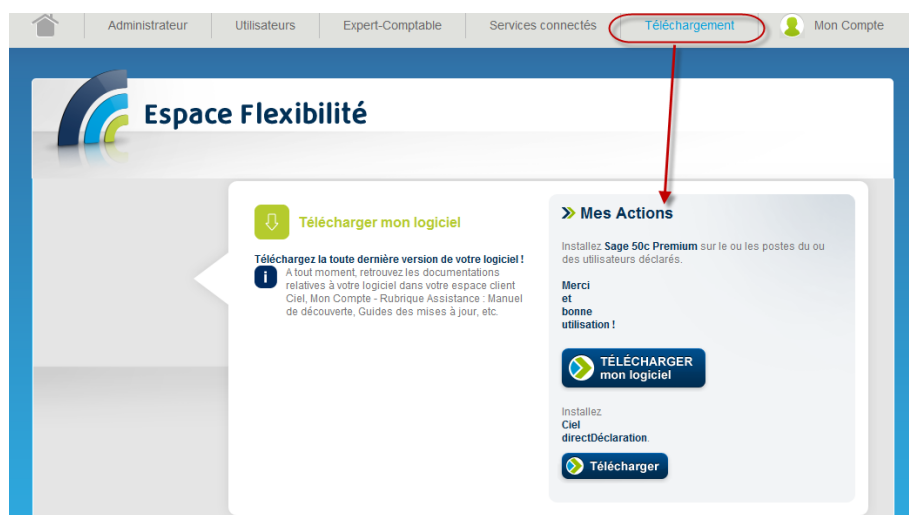 Administrateur
Utilisateurs
Expert-Comptable
Services connectés
Téléchargement
Mon Compte
Espace Flexibilité
Télécharger mon logiciel
Téléchargez la toute dernière version de votre logiciel !
i
A tout moment, retrouvez les documentations
relatives à votre logiciel dans votre espace client
Ciel, Mon Compte - Rubrique Assistance : Manuel
de découverte, Guides des mises à jour, etc.
Mes Actions
Installez Sage 50c Premium sur le ou les postes du ou
des utilisateurs déclarés.
Merci
et
bonne
utilisation !
TÉLÉCHARGER
mon logiciel
Installez
Ciel
directDéclaration.
Télécharger